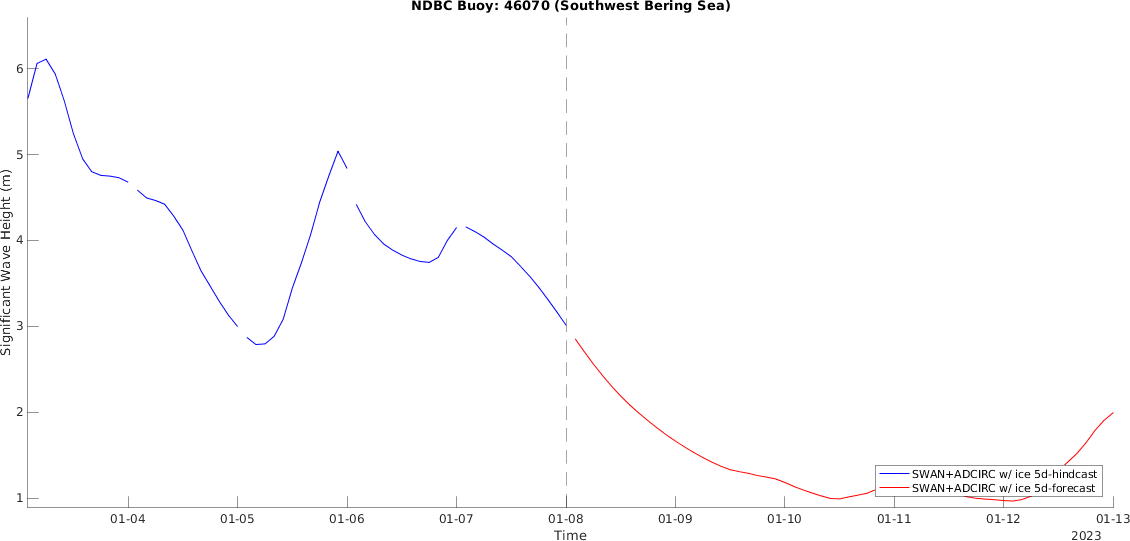 NDBC Buoy: 46070 (Southwest Bering Sea)
Significant Wave Height (m)
6
5
4
3
2
1
SWAN+ADCIRC w/ ice 5d-hindcast
SWAN+ADCIRC w/ ice 5d-forecast
01-04 01-05 01-06 01-07 01-08 01-09 01-10 01-11 01-12 01-13
Time
2023